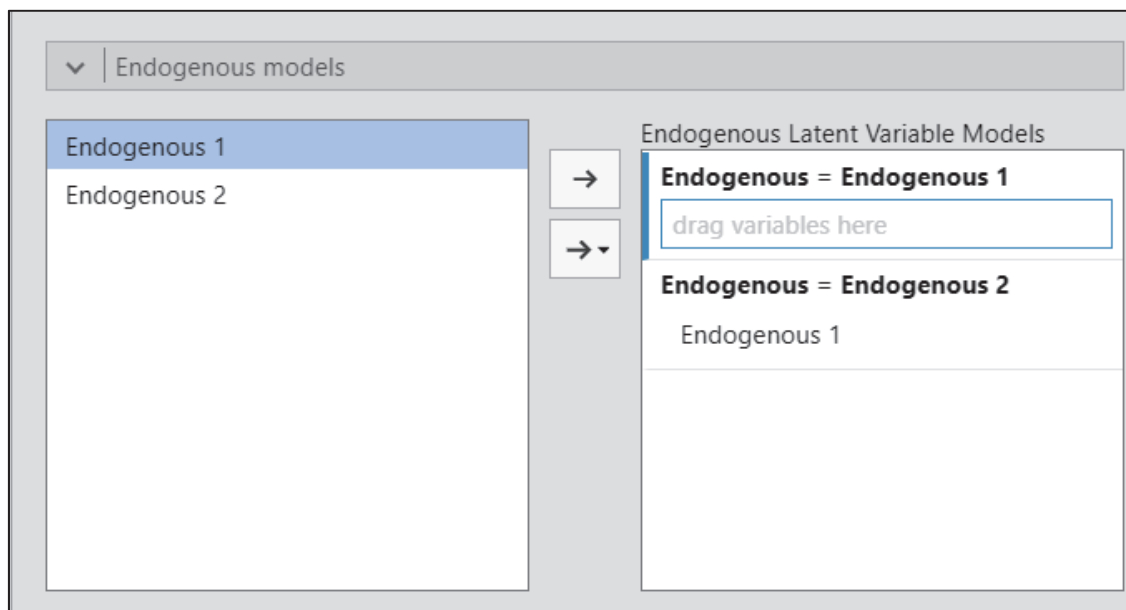 Endogenous models
Endogenous 1
Endogenous 2
Endogenous Latent Variable Models
Endogenous = Endogenous 1
drag variables here
Endogenous = Endogenous 2
Endogenous 1